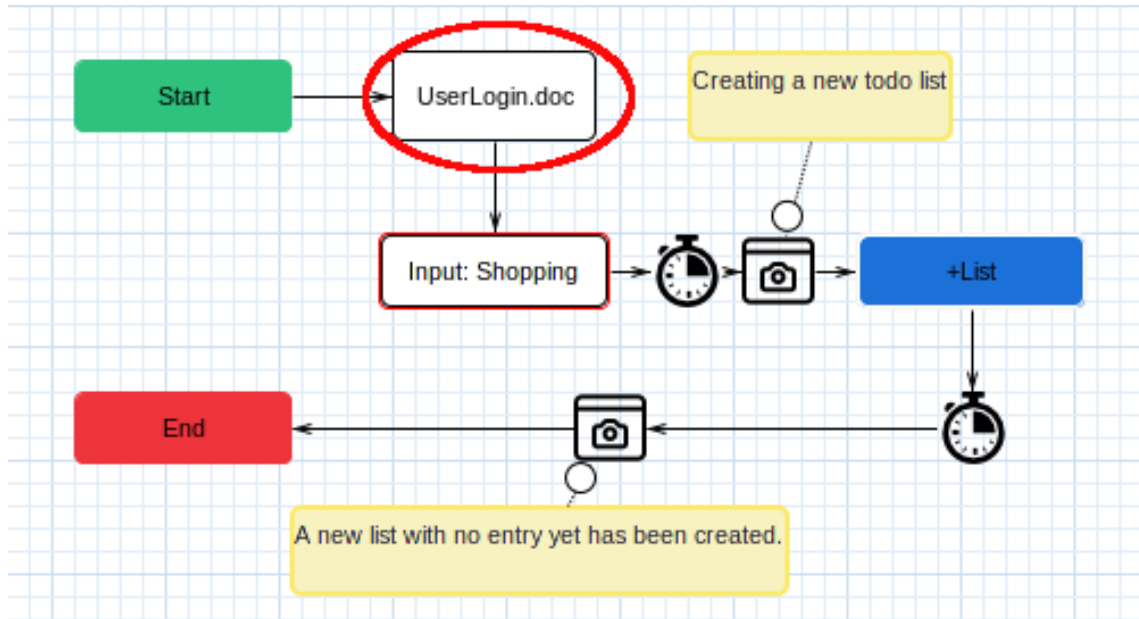 Start
UserLogin.doc
Creating a new todo list
Input: Shopping
+List
End
A new list with no entry yet has been created.